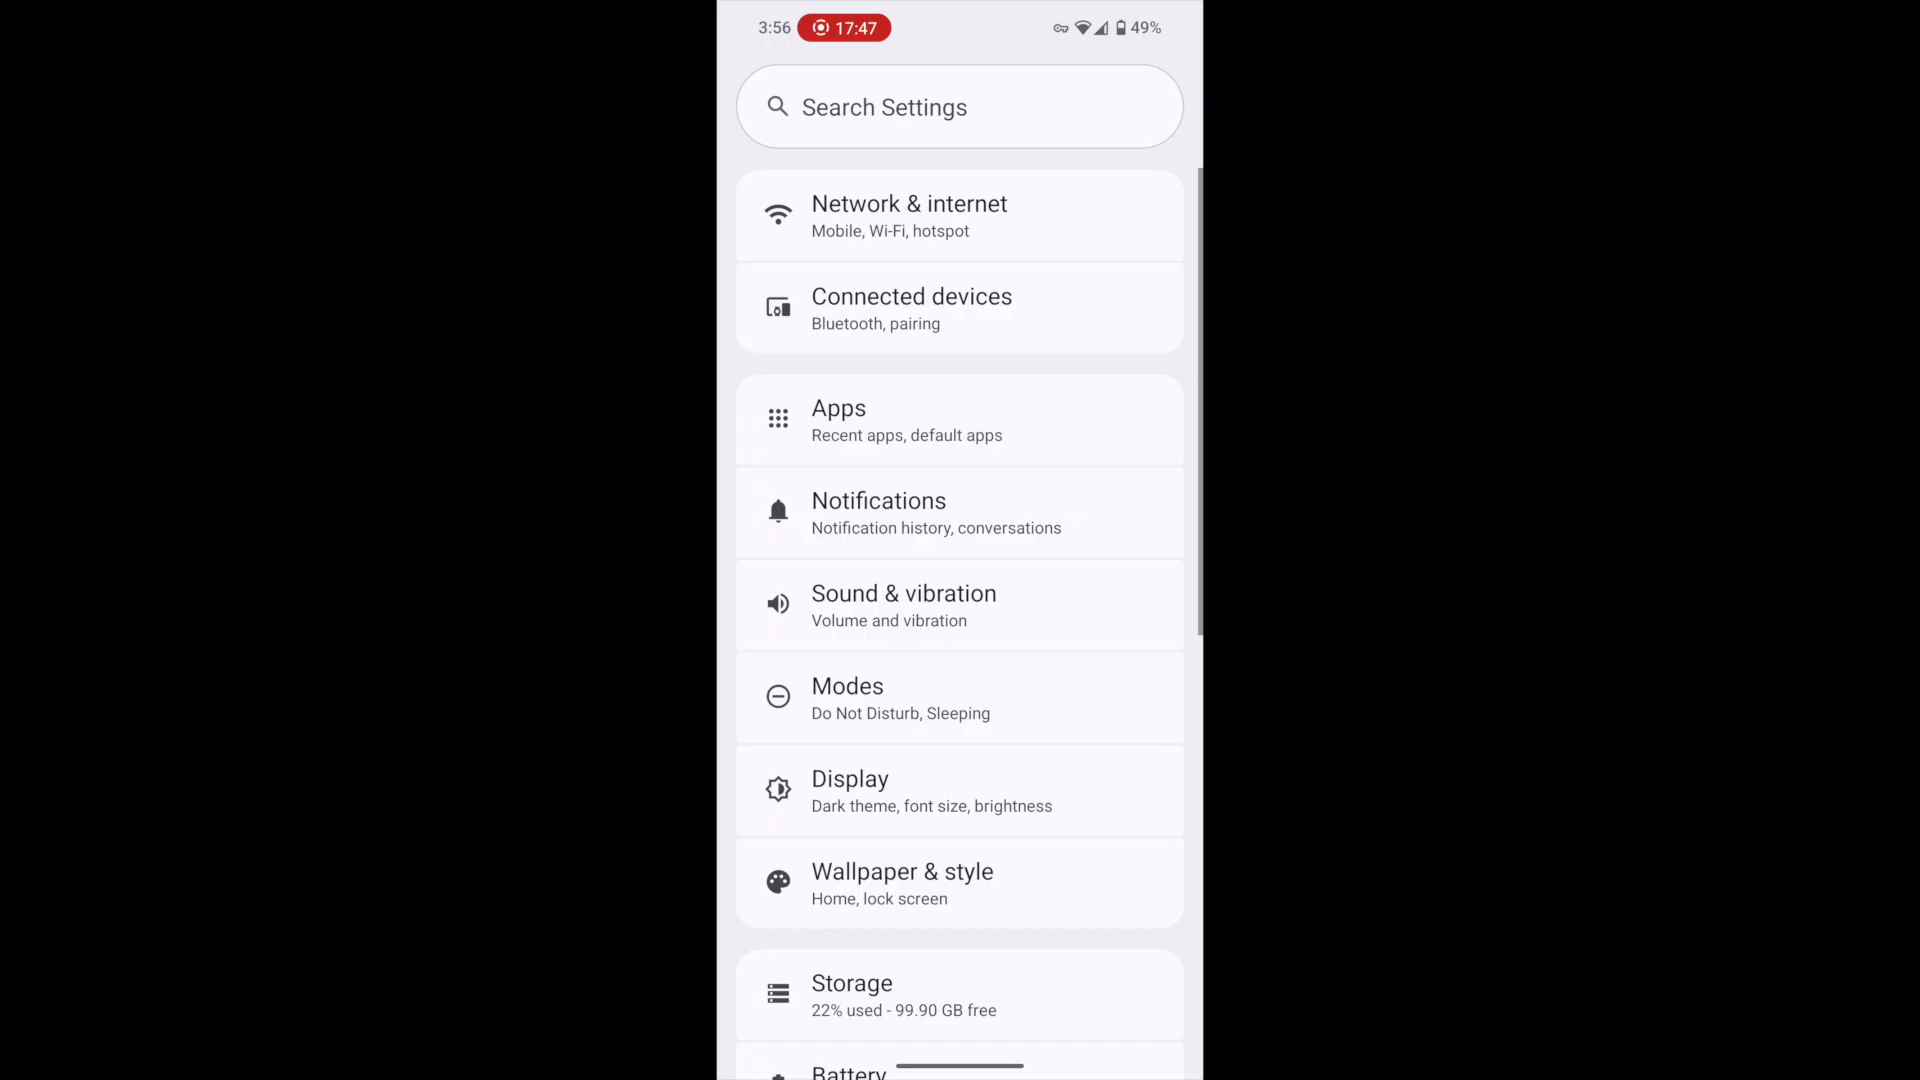 3:56 17:47 49%
Search Settings
Network & internet
Mobile, Wi-Fi, hotspot
Connected devices
Bluetooth, pairing
Apps
Recent apps, default apps
Notifications
Notification history, conversations
Sound & vibration
Volume and vibration
Modes
Do Not Disturb, Sleeping
Display
Dark theme, font size, brightness
Wallpaper & style
Home, lock screen
Storage
22% used - 99.90 GB free
Battery